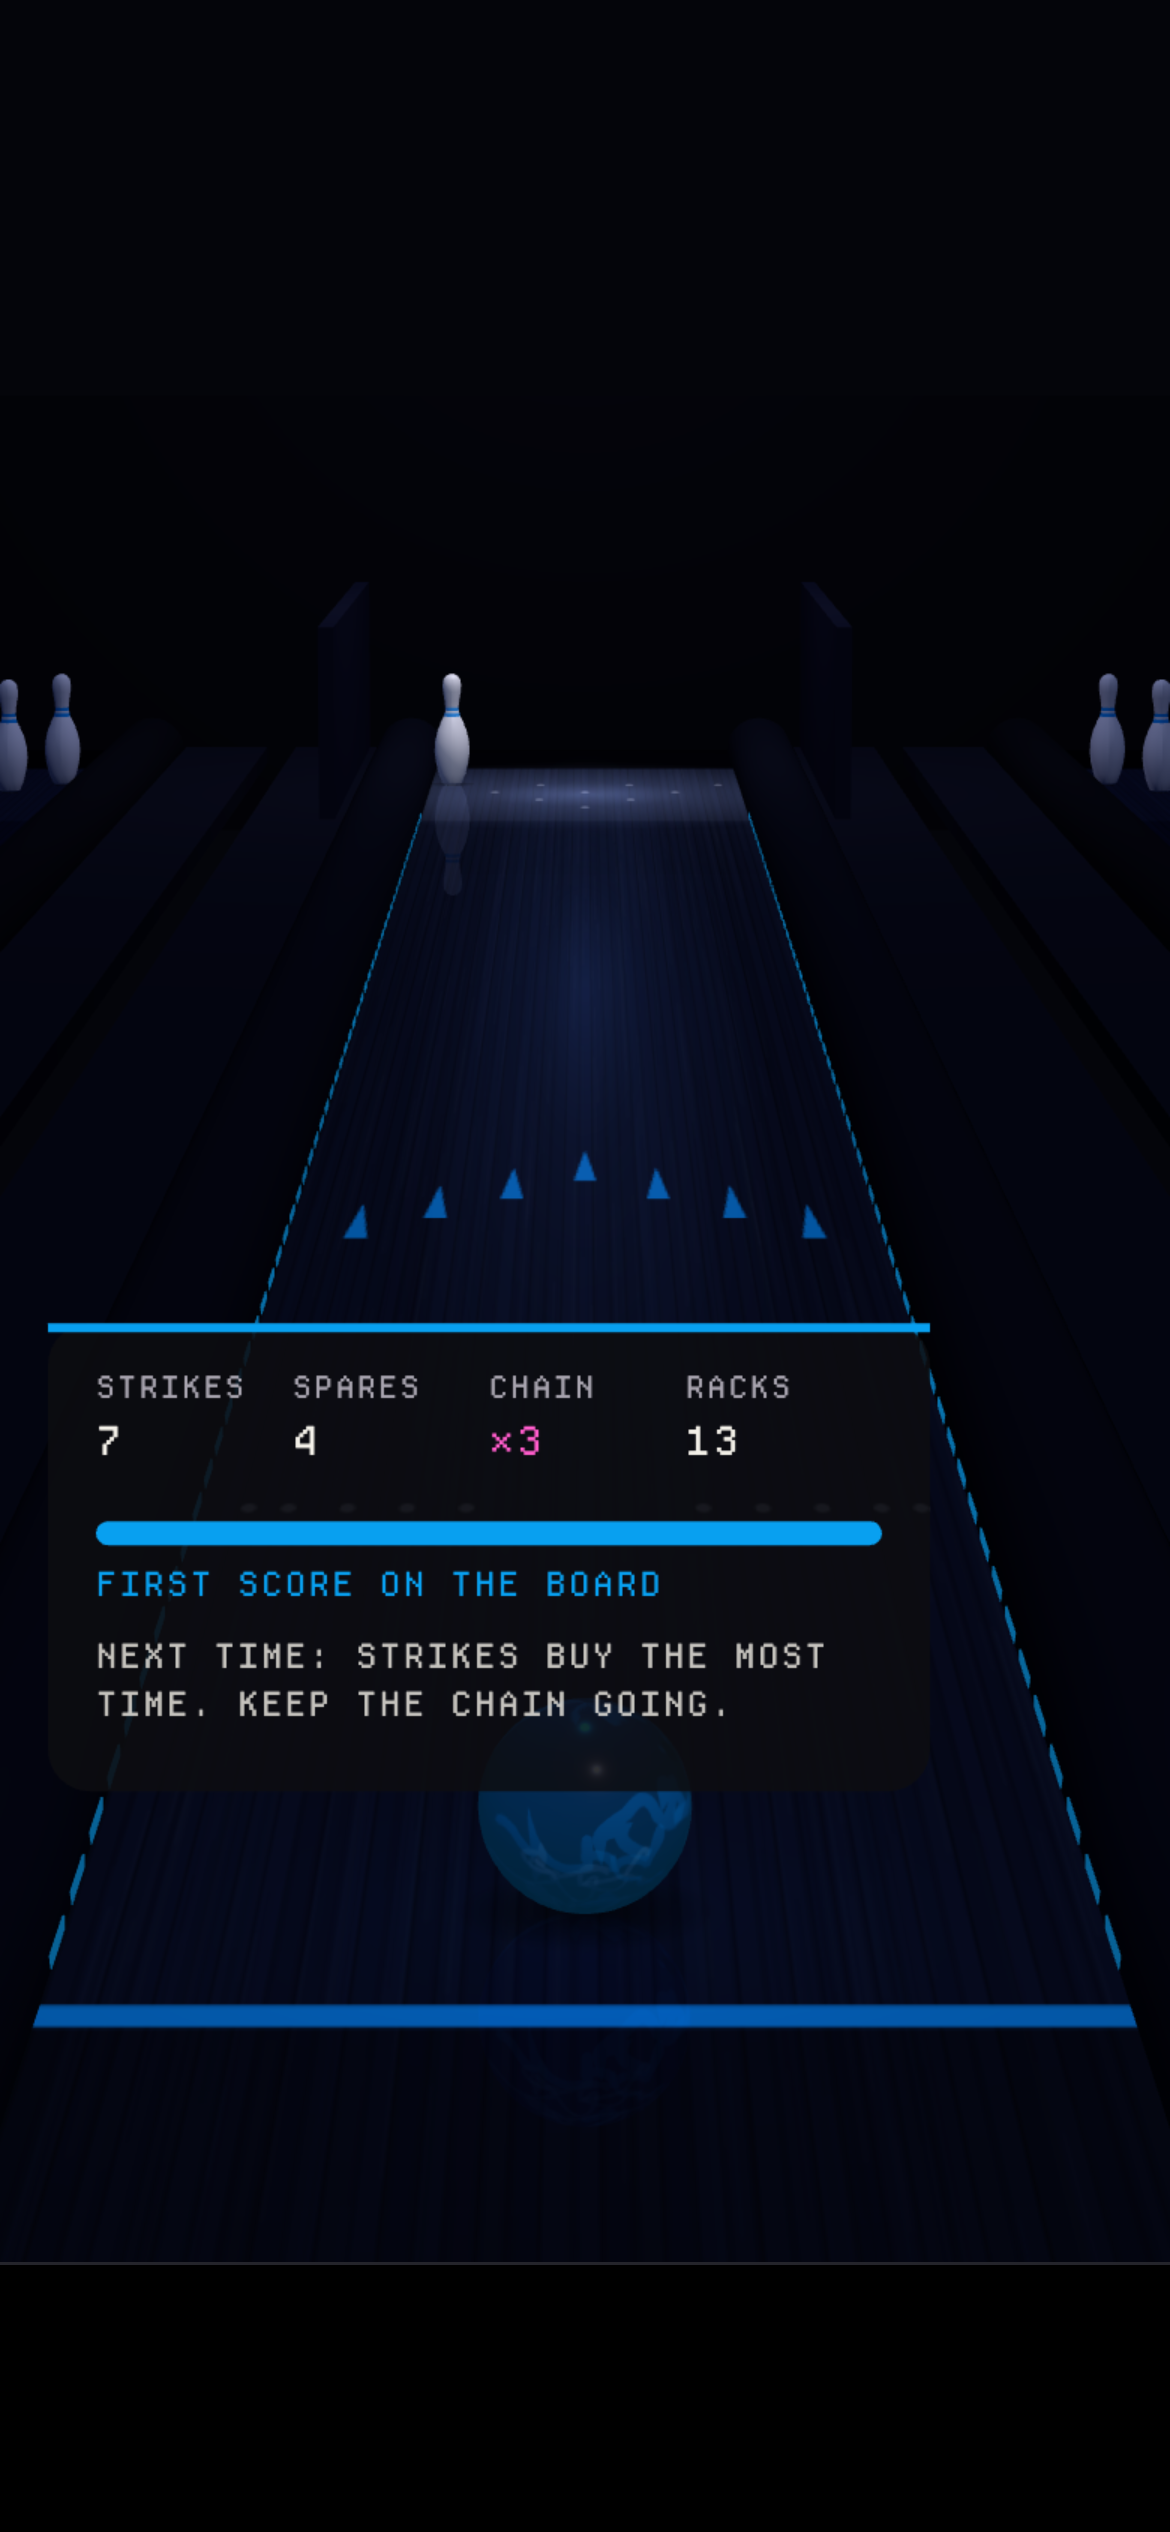 STRIKES SPARES CHAIN RACKS
7 4 ×3 13
FIRST SCORE ON THE BOARD
NEXT TIME: STRIKES BUY THE MOST
TIME. KEEP THE CHAIN GOING.